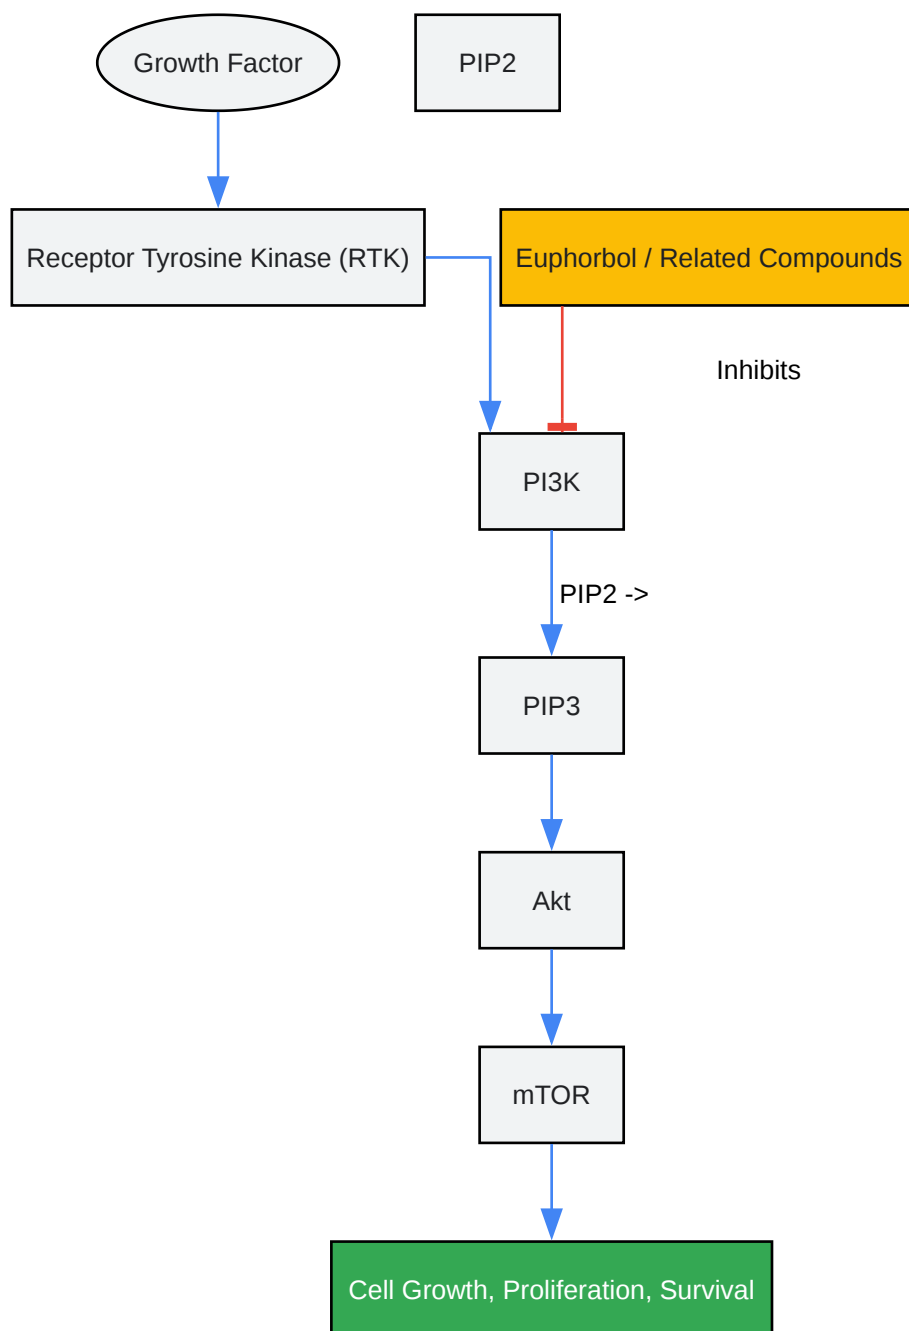 Growth Factor
PIP2
Receptor Tyrosine Kinase (RTK)
Euphorbol / Related Compounds
Inhibits
PI3K
PIP2 ->
PIP3
Akt
mTOR
Cell Growth, Proliferation, Survival